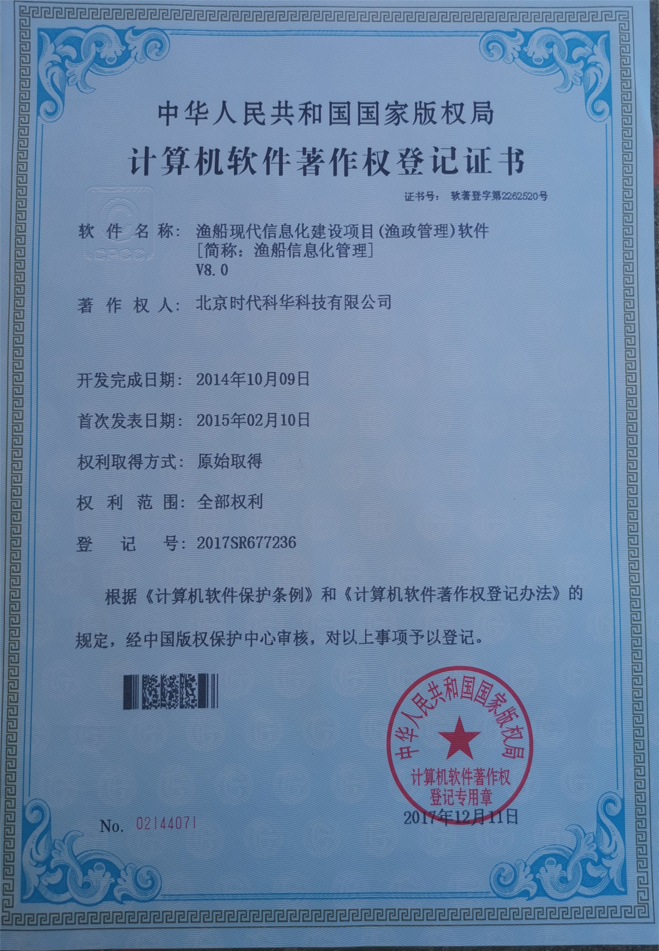 中华人民共和国国家版权局
计算机软件著作权登记证书
证书号： 软著登字第2262520号
CPCC
软件名称： 渔船现代信息化建设项目(渔政管理)软件
[简称：渔船信息化管理]
V8.0
著作权人： 北京时代科华科技有限公司
开发完成日期： 2014年10月09日
首次发表日期： 2015年02月10日
权利取得方式： 原始取得
权利范围： 全部权利
登记号： 2017SR677236
根据《计算机软件保护条例》和《计算机软件著作权登记办法》的
规定，经中国版权保护中心审核，对以上事项予以登记。
中华人民共和国国家版权局
计算机软件著作权
登记专用章
No. 02144071
2017年12月11日